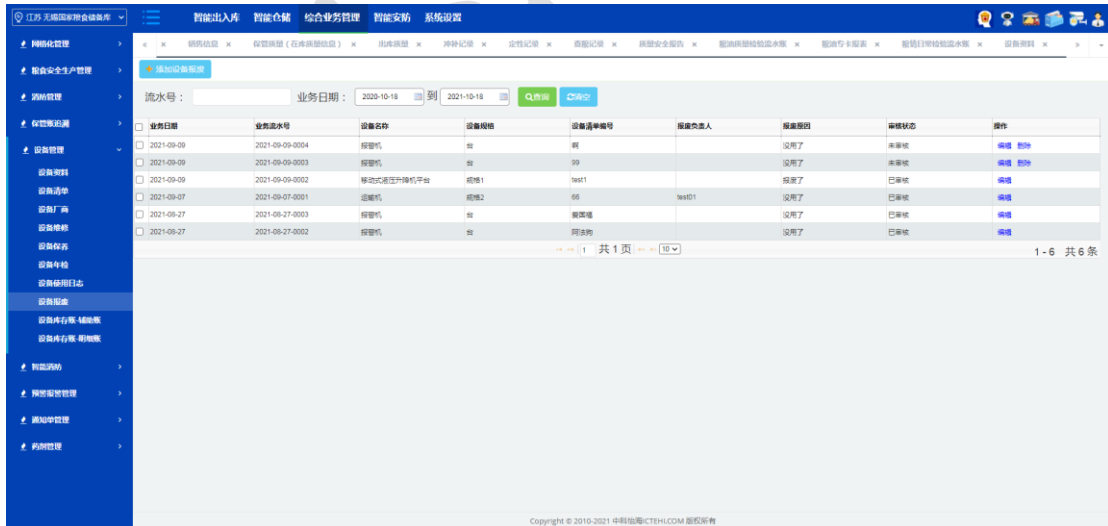 江苏 无锡国家粮食储备库
智能出入库 智能仓储 综合业务管理 智能安防 系统设置
网格化管理
粮食安全生产管理
消杀管理
保管账追溯
设备管理
设备资料
设备清单
设备厂商
设备维修
设备保养
设备年检
设备使用日志
设备报废
设备库存账-辅助账
设备库存账-明细账
智能消防
预警报警管理
通知单管理
药剂管理
« × 销售信息 × 保管质量(在库质量信息) × 出库质量 × 冲补记录 × 定性记录 × 查粮记录 × 质量安全报告 × 粮油质量检验流水账 × 粮油专卡报表 × 粮情日常检验流水账 × 设备资料 × »
添加设备报废
流水号: 业务日期: 2020-10-18 到 2021-10-18 查询 清空
业务日期 业务流水号 设备名称 设备规格 设备清单编号 报废负责人 报废原因 审核状态 操作
2021-09-09 2021-09-09-0004 报警机 台 啊 没用了 未审核 编辑 删除
2021-09-09 2021-09-09-0003 报警机 台 99 没用了 未审核 编辑 删除
2021-09-09 2021-09-09-0002 移动式液压升降机平台 规格1 test1 报废了 已审核 编辑
2021-09-07 2021-09-07-0001 运输机 规格2 66 test01 没用了 已审核 编辑
2021-08-27 2021-08-27-0003 报警机 台 爱国福 没用了 已审核 编辑
2021-08-27 2021-08-27-0002 报警机 台 阿法狗 没用了 已审核 编辑
1 共 1 页 10
1 - 6 共 6 条
Copyright © 2010-2021 中科怡海ICTEHI.COM 版权所有